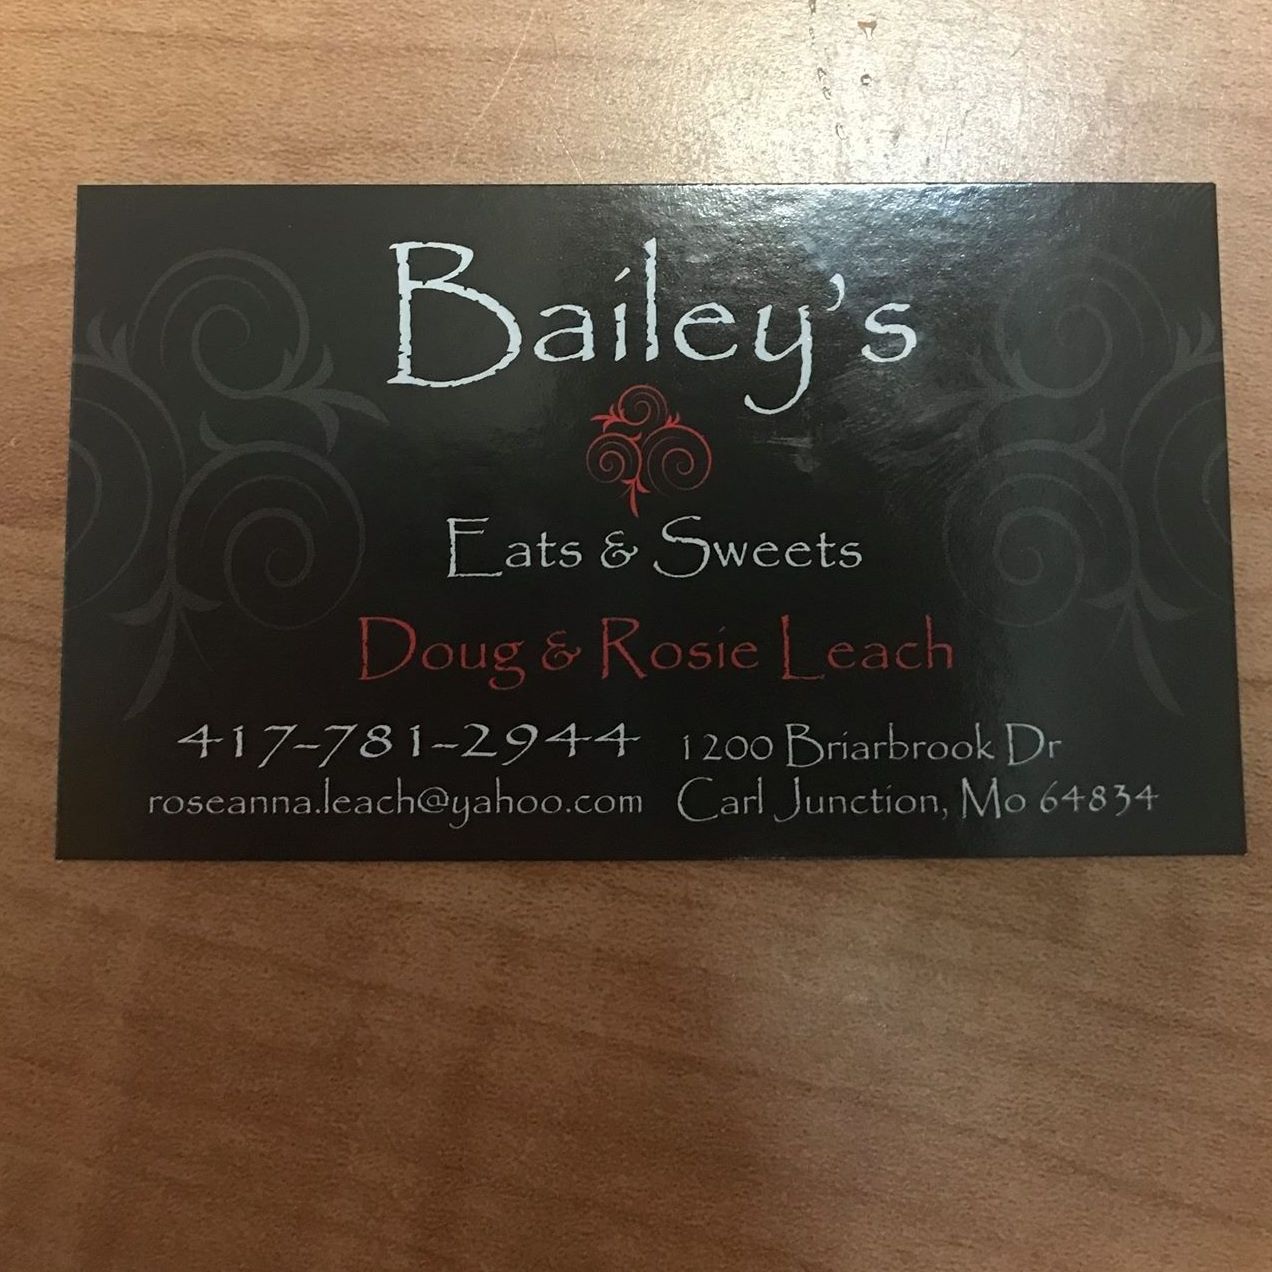 Bailey's
Eats & Sweets
Doug & Rosie Leach
417-781-2944
roseanna.leach@yahoo.com
1200 Briarbrook Dr
Carl Junction, Mo 64834